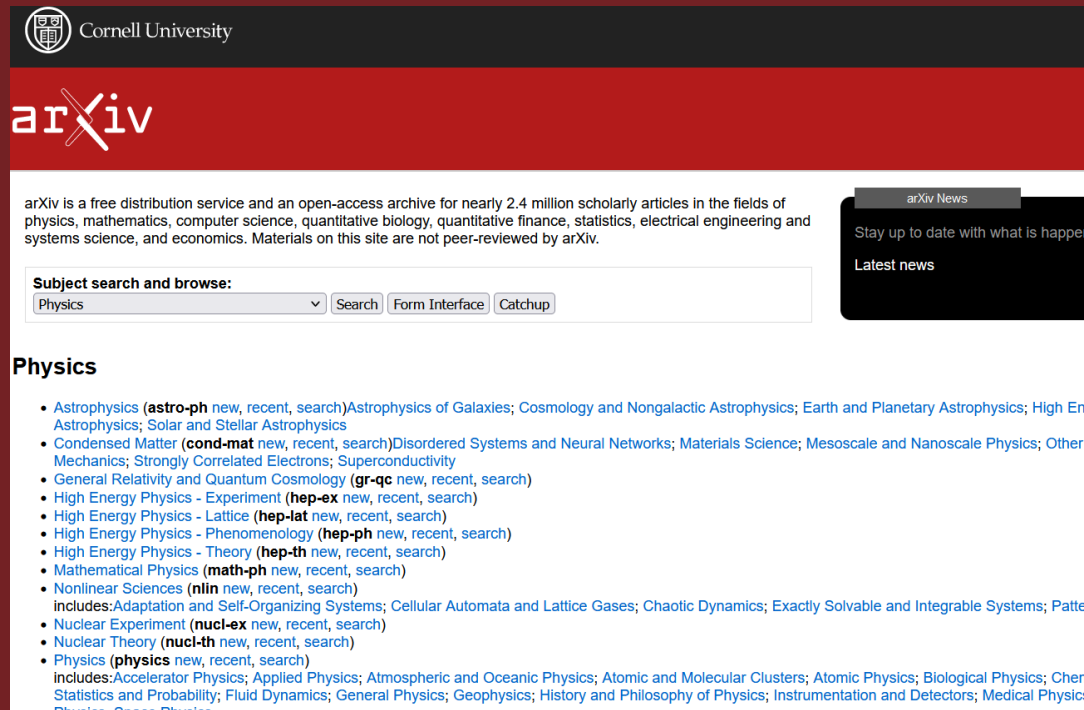 Cornell University
arXiv
arXiv is a free distribution service and an open-access archive for nearly 2.4 million scholarly articles in the fields of
physics, mathematics, computer science, quantitative biology, quantitative finance, statistics, electrical engineering and
systems science, and economics. Materials on this site are not peer-reviewed by arXiv.
Subject search and browse:
Physics Search Form Interface Catchup
arXiv News
Stay up to date with what is
Latest news
Physics
• Astrophysics (astro-ph new, recent, search)Astrophysics of Galaxies; Cosmology and Nongalactic Astrophysics; Earth and Planetary Astrophysics; High
Astrophysics; Solar and Stellar Astrophysics
• Condensed Matter (cond-mat new, recent, search)Disordered Systems and Neural Networks; Materials Science; Mesoscale and Nanoscale Physics; Other
Mechanics; Strongly Correlated Electrons; Superconductivity
• General Relativity and Quantum Cosmology (gr-qc new, recent, search)
• High Energy Physics - Experiment (hep-ex new, recent, search)
• High Energy Physics - Lattice (hep-lat new, recent, search)
• High Energy Physics - Phenomenology (hep-ph new, recent, search)
• High Energy Physics - Theory (hep-th new, recent, search)
• Mathematical Physics (math-ph new, recent, search)
• Nonlinear Sciences (nlin new, recent, search)
includes:Adaptation and Self-Organizing Systems; Cellular Automata and Lattice Gases; Chaotic Dynamics; Exactly Solvable and Integrable Systems;
• Nuclear Experiment (nucl-ex new, recent, search)
• Nuclear Theory (nucl-th new, recent, search)
• Physics (physics new, recent, search)
includes:Accelerator Physics; Applied Physics; Atmospheric and Oceanic Physics; Atomic and Molecular Clusters; Atomic Physics; Biological Physics;
Statistics and Probability; Fluid Dynamics; General Physics; Geophysics; History and Philosophy of Physics; Instrumentation and Detectors; Medical